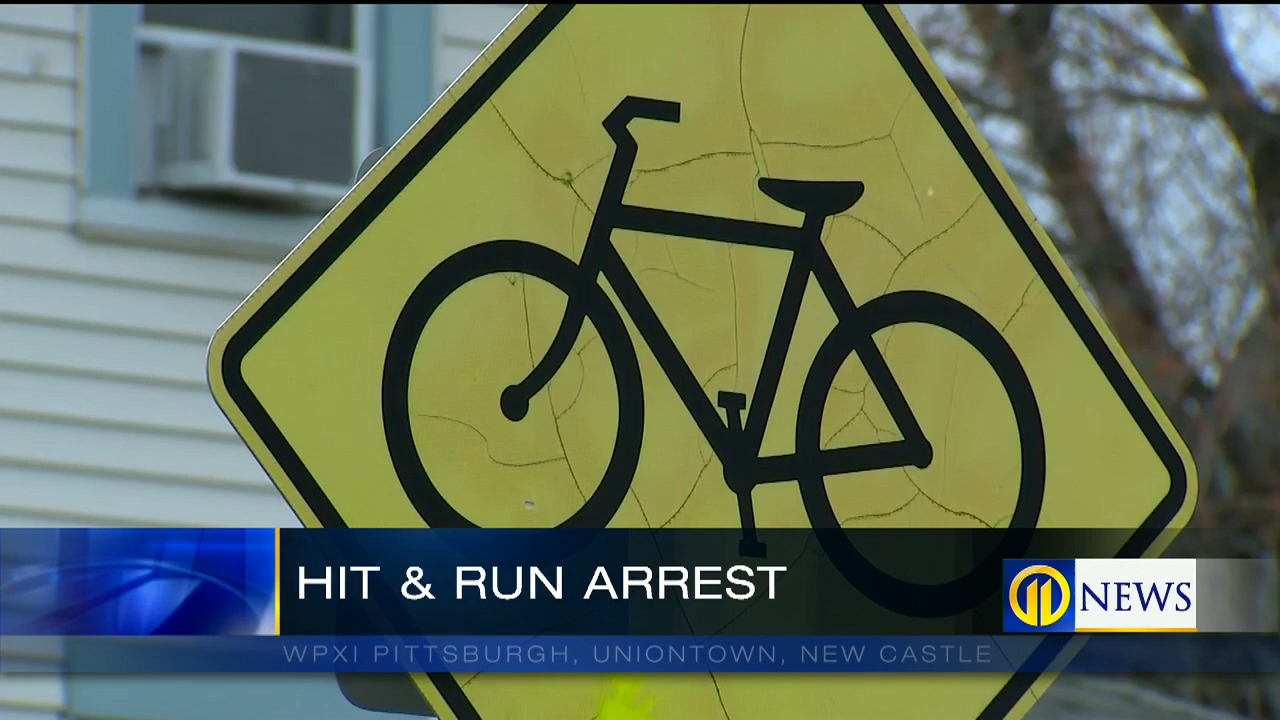 HIT & RUN ARREST
11 NEWS
WPXI PITTSBURGH, UNIONTOWN, NEW CASTLE